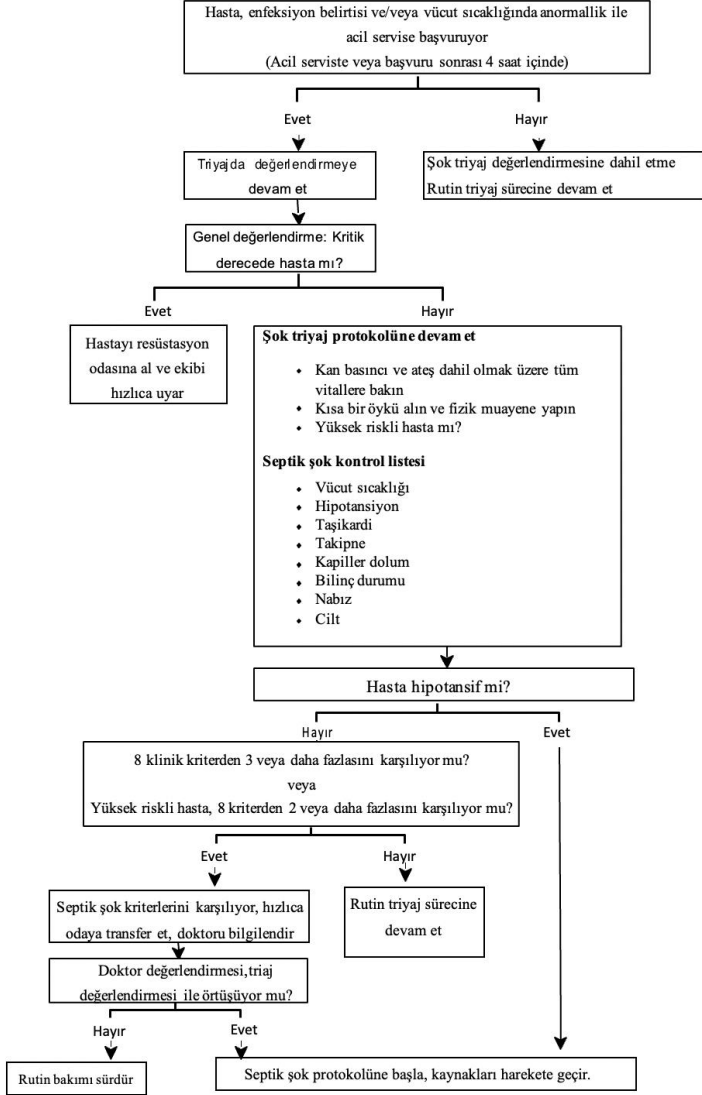 Hasta, enfeksiyon belirtisi ve/veya vücut sıcaklığında anormallik ile
acil servise başvuruyor
(Acil serviste veya başvuru sonrası 4 saat içinde)
Evet
Hayır
Triyajda değerlendirmeye
devam et
Şok triyaj değerlendirmesine dahil etme
Rutin triyaj sürecine devam et
Genel değerlendirme: Kritik
derecede hasta mı?
Evet
Hayır
Hastayı resüstasyon
odasına al ve ekibi
hızlıca uyar
Şok triyaj protokolüne devam et
Kan basıncı ve ateş dahil olmak üzere tüm
vitallere bakın
Kısa bir öykü alın ve fizik muayene yapın
Yüksek riskli hasta mı?
Septik şok kontrol listesi
Vücut sıcaklığı
Hipotansiyon
Taşikardi
Takipne
Kapiller dolum
Bilinç durumu
Nabız
Cilt
Hasta hipotansif mi?
Hayır
Evet
8 klinik kriterden 3 veya daha fazlasını karşılıyor mu?
veya
Yüksek riskli hasta, 8 kriterden 2 veya daha fazlasını karşılıyor mu?
Evet
Hayır
Septik şok kriterlerini karşılıyor, hızlıca
odaya transfer et, doktoru bilgilendir
Rutin triyaj sürecine
devam et
Doktor değerlendirmesi,triaj
değerlendirmesi ile örtüşüyor mu?
Hayır
Evet
Rutin bakımı sürdür
Septik şok protokolüne başla, kaynakları harekete geçir.